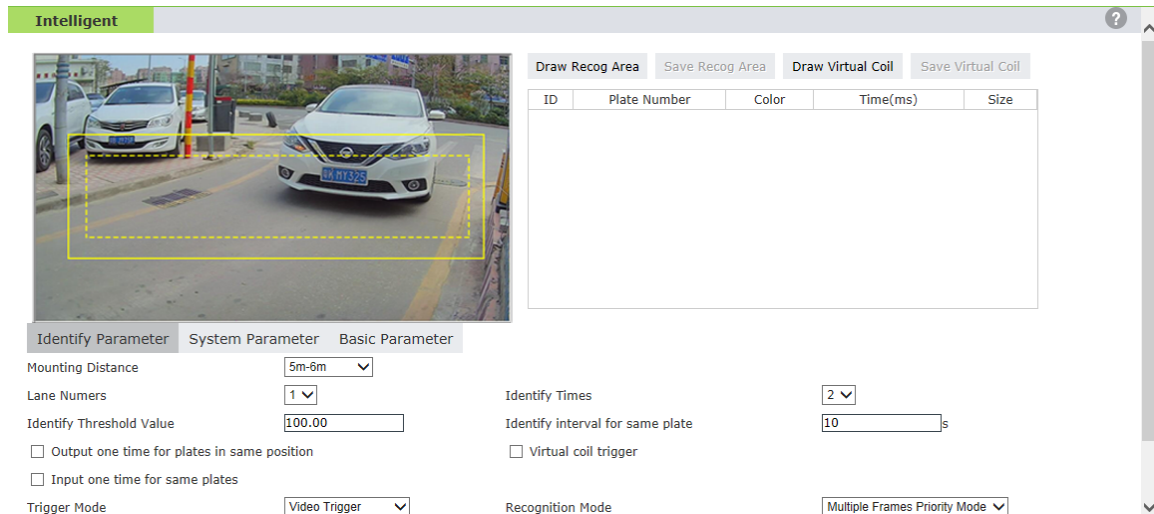 Intelligent
?
Draw Recog Area Save Recog Area Draw Virtual Coil Save Virtual Coil
ID Plate Number Color Time(ms) Size
MY325
Identify Parameter System Parameter Basic Parameter
Mounting Distance 5m-6m
Lane Numers 1 Identify Times 2
Identify Threshold Value 100.00 Identify interval for same plate 10 s
Output one time for plates in same position Virtual coil trigger
Input one time for same plates
Trigger Mode Video Trigger Recognition Mode Multiple Frames Priority Mode